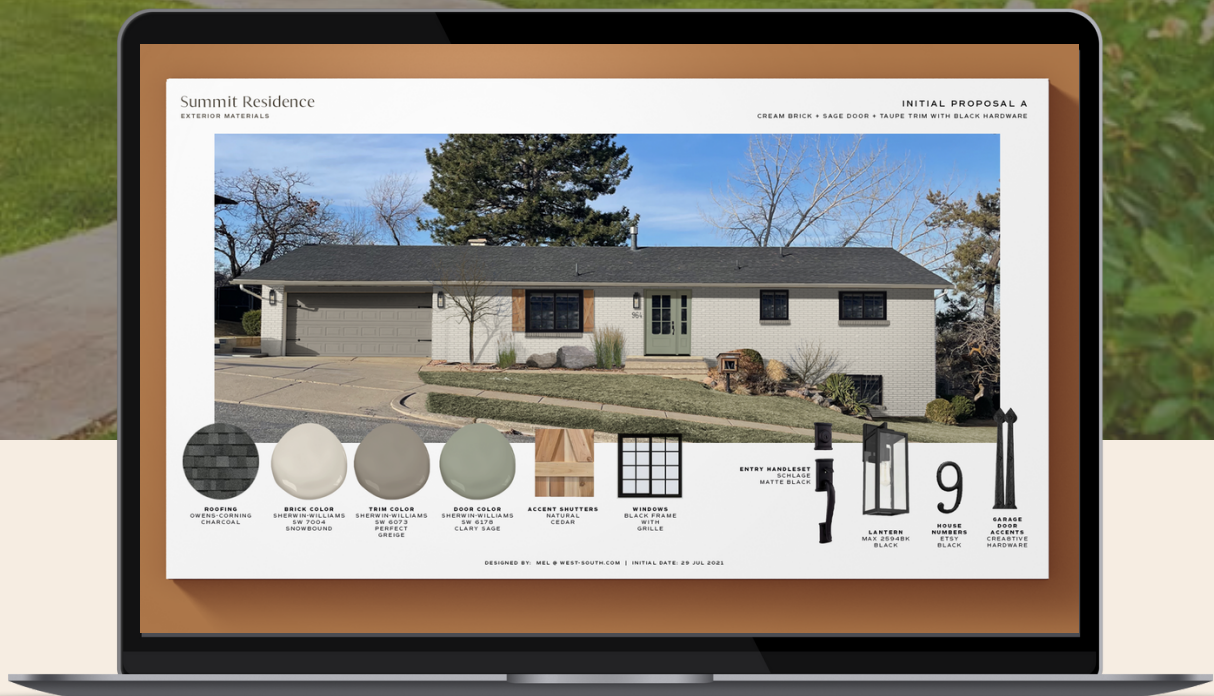 Summit Residence
EXTERIOR MATERIALS
INITIAL PROPOSAL A
CREAM BRICK + SAGE DOOR + TAUPE TRIM WITH BLACK HARDWARE
964
ROOFING
OWENS-CORNING
CHARCOAL
BRICK COLOR
SHERWIN-WILLIAMS
SW 7004
SNOWBOUND
TRIM COLOR
SHERWIN-WILLIAMS
SW 6073
PERFECT
GREIGE
DOOR COLOR
SHERWIN-WILLIAMS
SW 6178
CLARY SAGE
ACCENT SHUTTERS
NATURAL
CEDAR
WINDOWS
BLACK FRAME
WITH
GRILLE
ENTRY HANDLESET
SCHLAGE
MATTE BLACK
LANTERN
MAX 2594BK
BLACK
9
HOUSE
NUMBERS
ETSY
BLACK
GARAGE
DOOR
ACCENTS
CREA8TIVE
HARDWARE
DESIGNED BY: MEL @ WEST-SOUTH.COM | INITIAL DATE: 29 JUL 2021